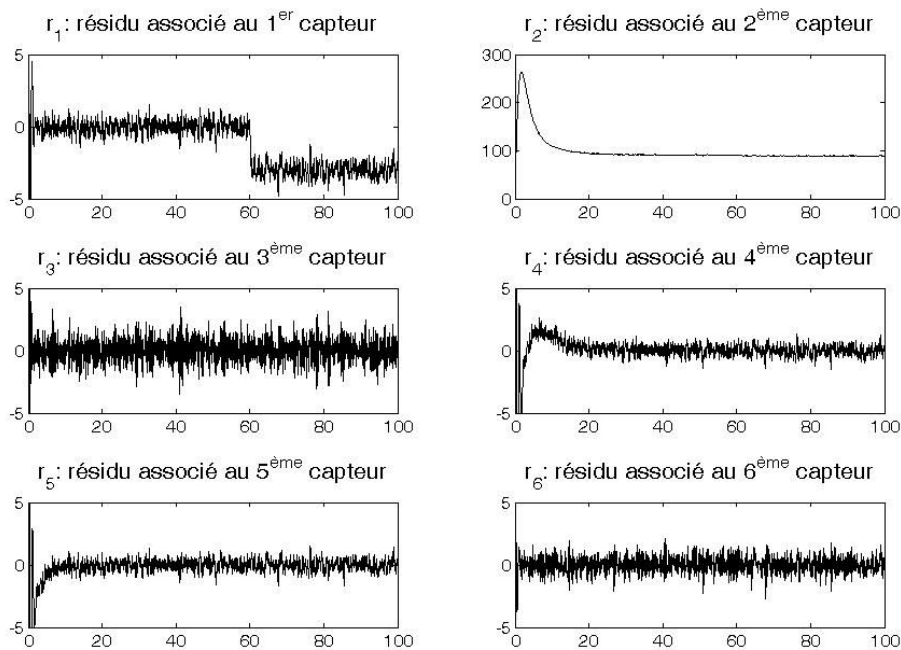 r1: résidu associé au 1er capteur
5
0
-5
0 20 40 60 80 100
r2: résidu associé au 2ème capteur
300
200
100
0
0 20 40 60 80 100
r3: résidu associé au 3ème capteur
5
0
-5
0 20 40 60 80 100
r4: résidu associé au 4ème capteur
5
0
-5
0 20 40 60 80 100
r5: résidu associé au 5ème capteur
5
0
-5
0 20 40 60 80 100
r6: résidu associé au 6ème capteur
5
0
-5
0 20 40 60 80 100